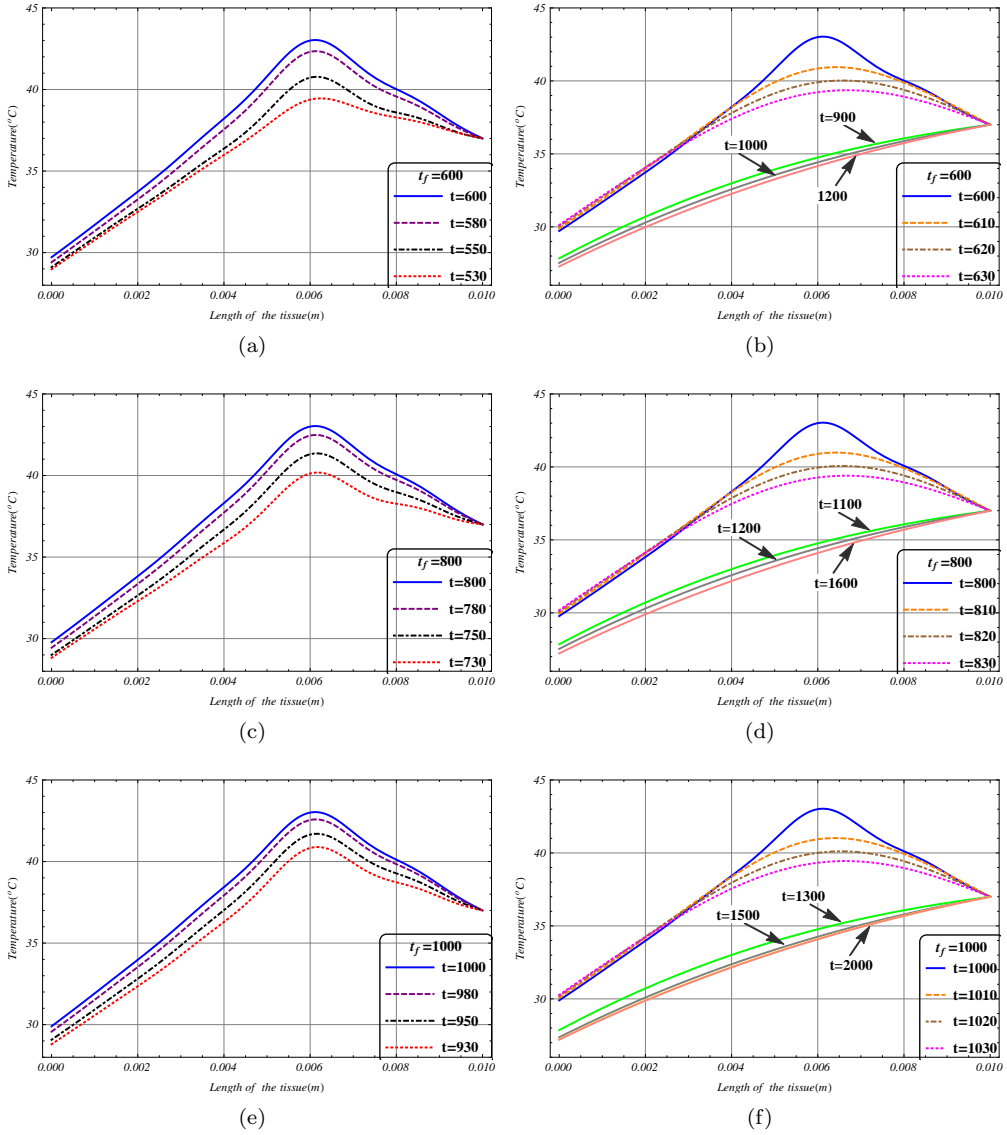 45
40
35
30
Temperature(°C)
t_f=600
t=600
t=580
t=550
t=530
0.000 0.002 0.004 0.006 0.008 0.010
Length of the tissue(m)
(a)
45
40
35
30
Temperature(°C)
t=900
t=1000
1200
t_f=600
t=600
t=610
t=620
t=630
0.000 0.002 0.004 0.006 0.008 0.010
Length of the tissue(m)
(b)
45
40
35
30
Temperature(°C)
t_f=800
t=800
t=780
t=750
t=730
0.000 0.002 0.004 0.006 0.008 0.010
Length of the tissue(m)
(c)
45
40
35
30
Temperature(°C)
t=1100
t=1200
t=1600
t_f=800
t=800
t=810
t=820
t=830
0.000 0.002 0.004 0.006 0.008 0.010
Length of the tissue(m)
(d)
45
40
35
30
Temperature(°C)
t_f=1000
t=1000
t=980
t=950
t=930
0.000 0.002 0.004 0.006 0.008 0.010
Length of the tissue(m)
(e)
45
40
35
30
Temperature(°C)
t=1300
t=1500
t=2000
t_f=1000
t=1000
t=1010
t=1020
t=1030
0.000 0.002 0.004 0.006 0.008 0.010
Length of the tissue(m)
(f)